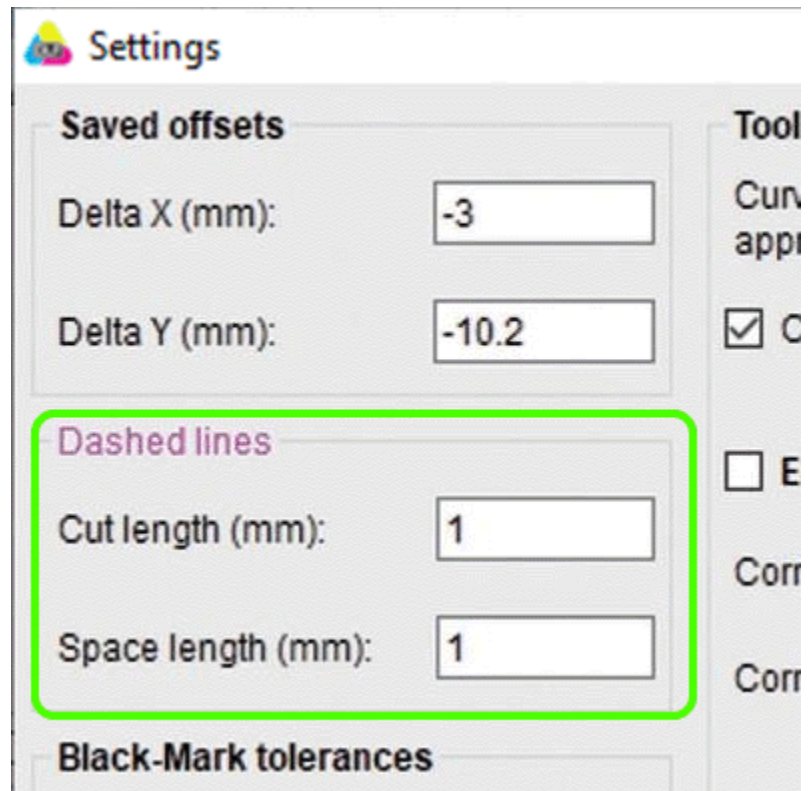 Settings
Saved offsets
Delta X (mm):
-3
Delta Y (mm):
-10.2
Dashed lines
Cut length (mm):
1
Space length (mm):
1
Black-Mark tolerances
Tool